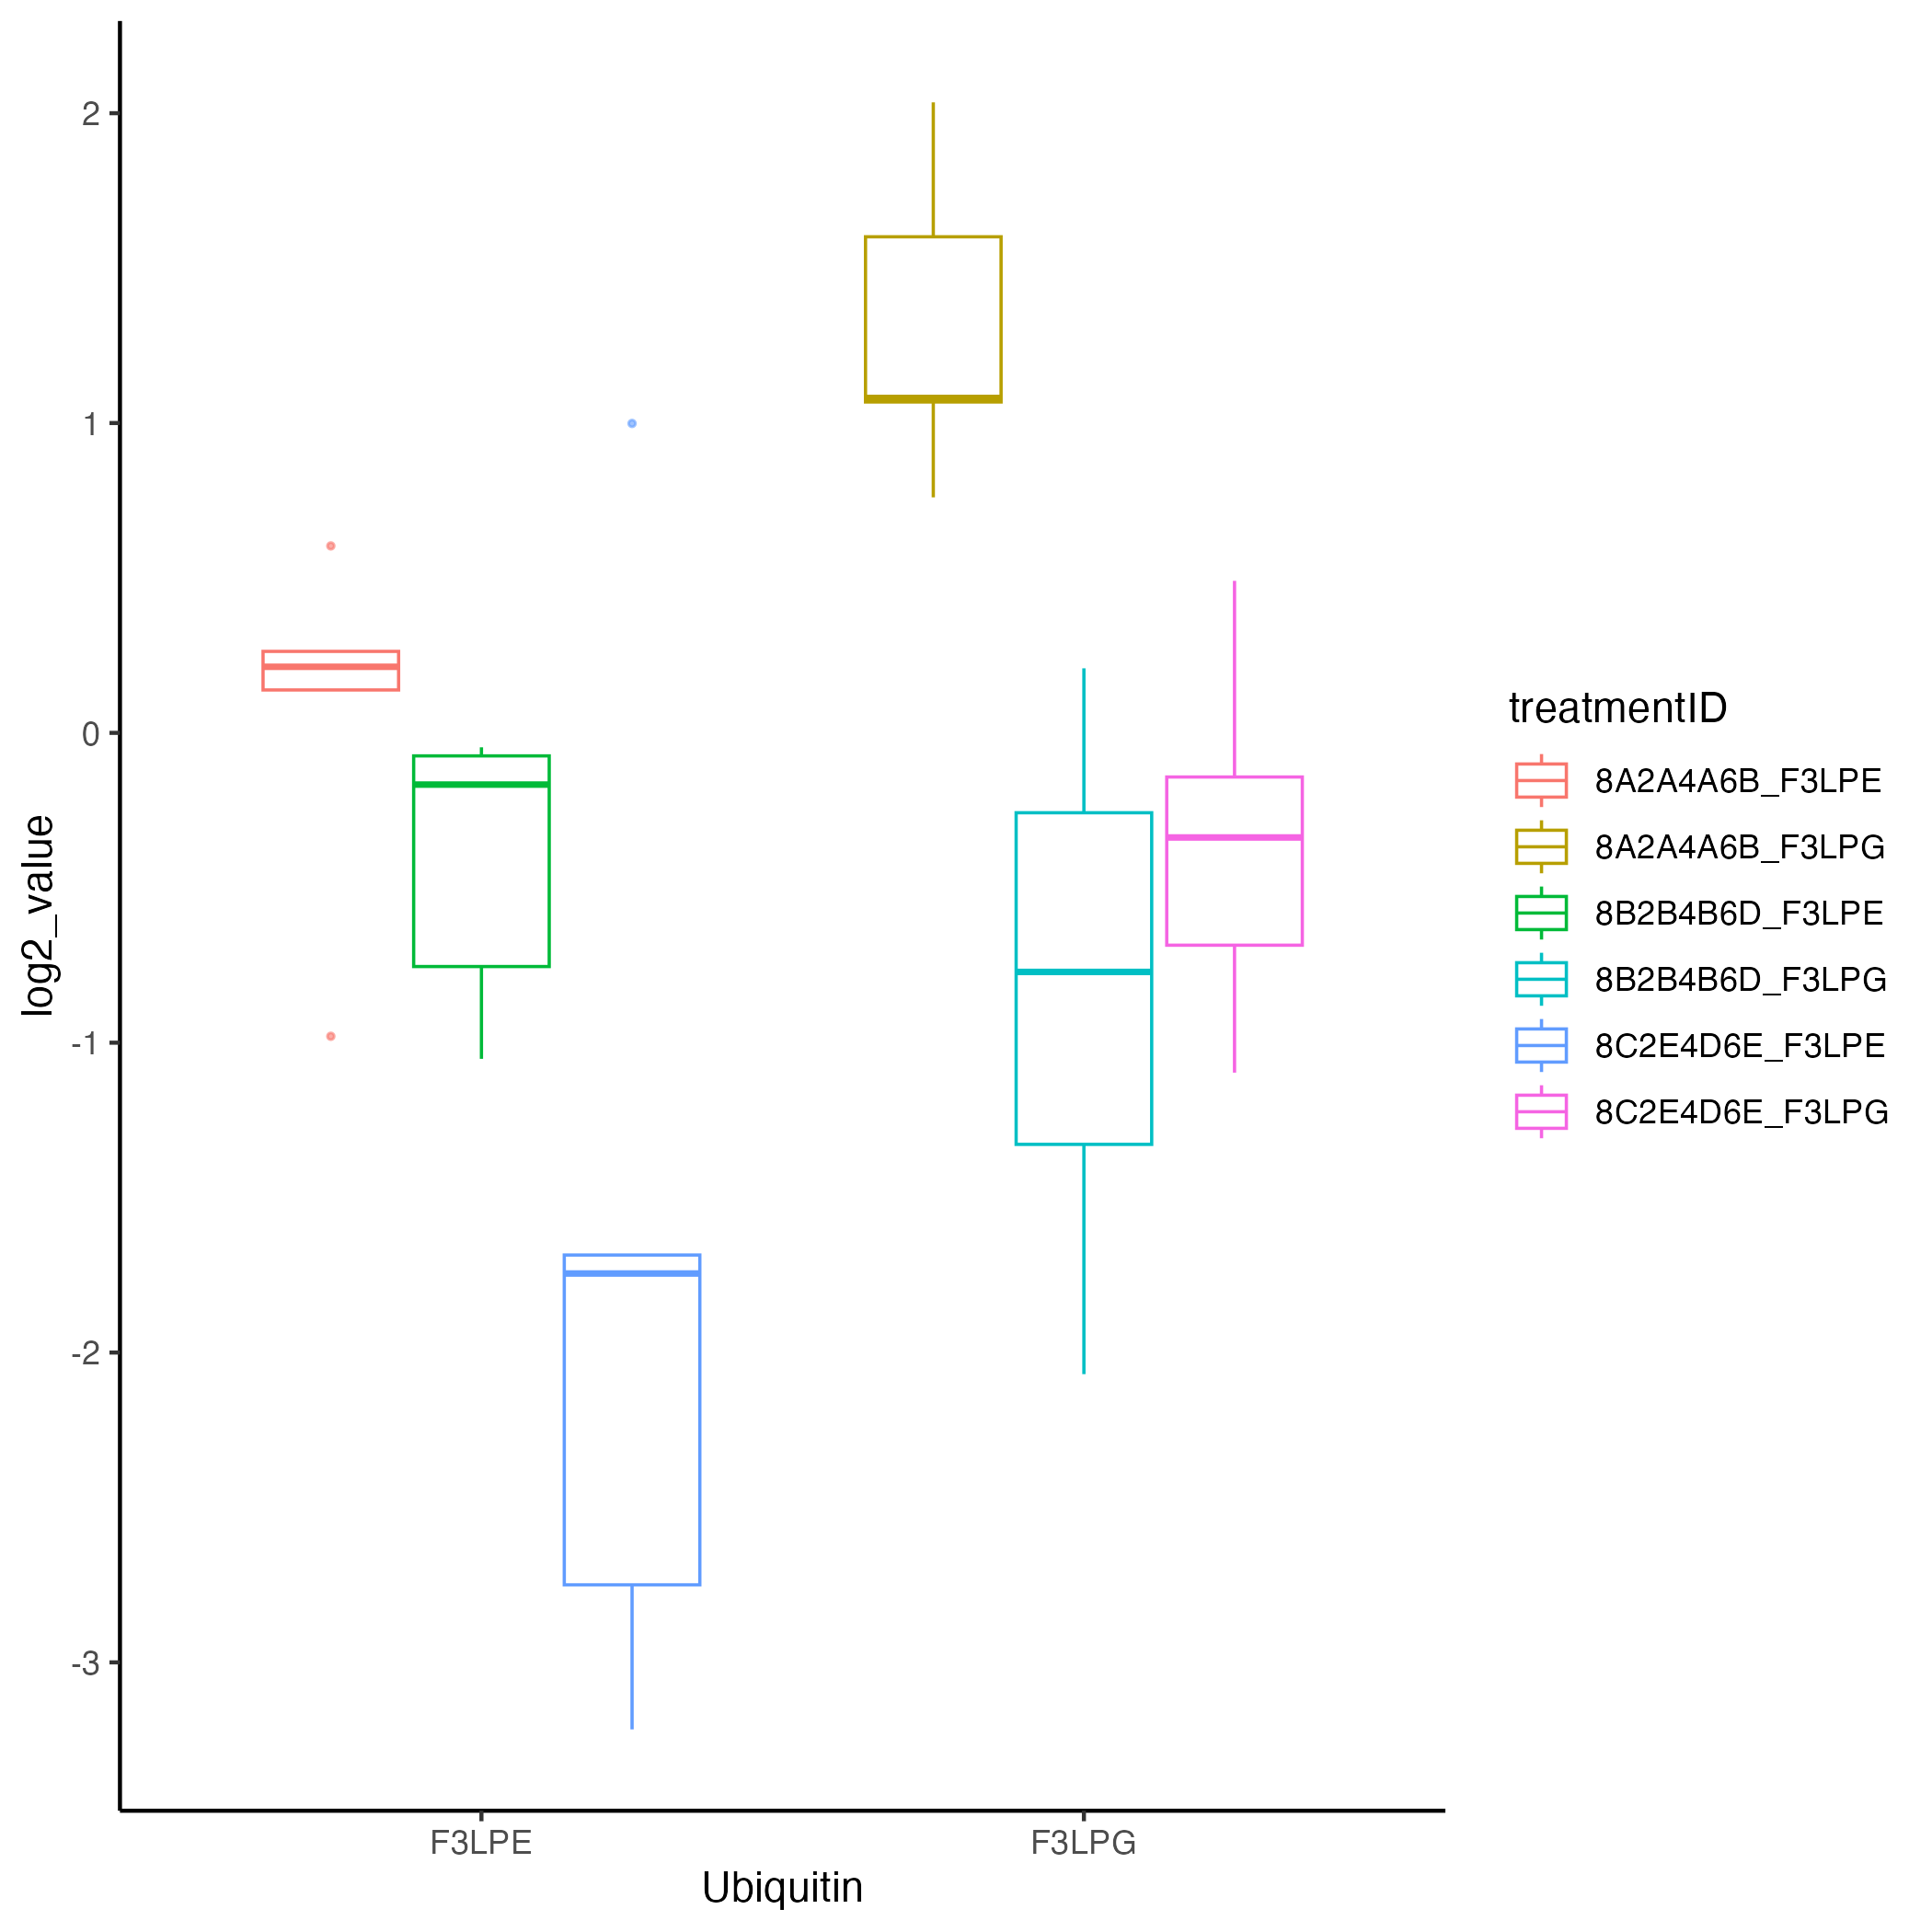 log2_value
2
1
0
-1
-2
-3
F3LPE
F3LPG
Ubiquitin
treatmentID
8A2A4A6B_F3LPE
8A2A4A6B_F3LPG
8B2B4B6D_F3LPE
8B2B4B6D_F3LPG
8C2E4D6E_F3LPE
8C2E4D6E_F3LPG